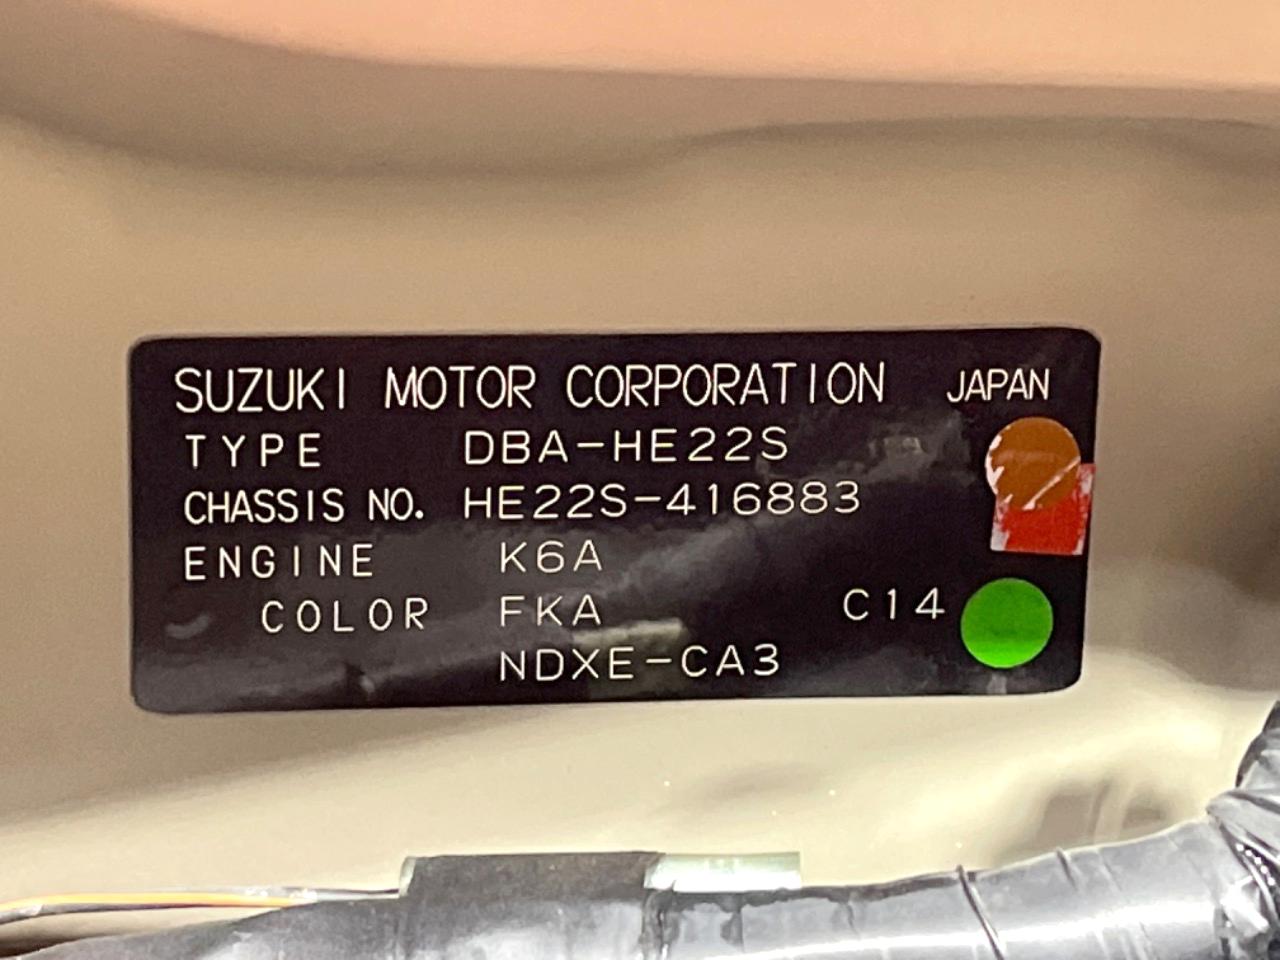 SUZUKI MOTOR CORPORATION JAPAN
TYPE DBA-HE22S
CHASSIS NO. HE22S-416883
ENGINE K6A
COLOR FKA C14
NDXE-CA3